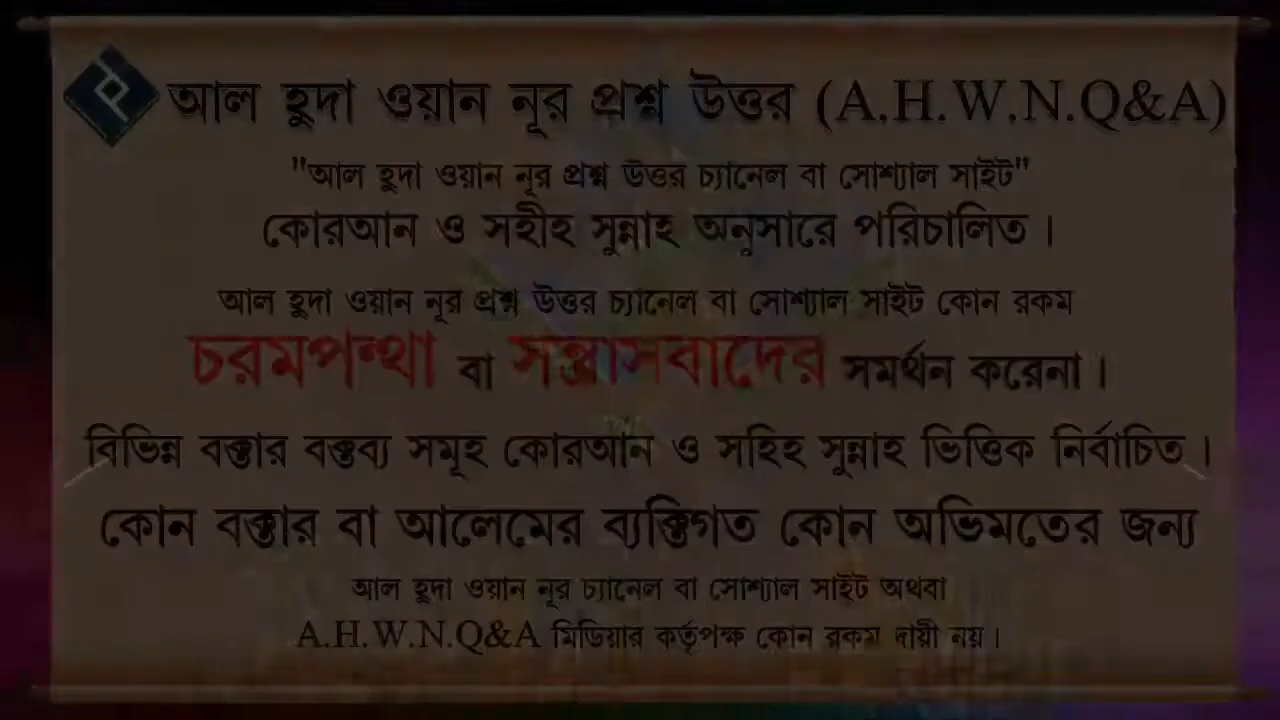 আল হুদা ওয়ান নূর প্রশ্ন উত্তর (A.H.W.N.Q&A)
"আল হুদা ওয়ান নূর প্রশ্ন উত্তর চ্যানেল বা সোশ্যাল সাইট"
কোরআন ও সহীহ সুন্নাহ অনুসারে পরিচালিত।
আল হুদা ওয়ান নূর প্রশ্ন উত্তর চ্যানেল বা সোশ্যাল সাইট কোন রকম
চরমপন্থা বা সন্ত্রাসবাদের সমর্থন করেনা।
বিভিন্ন বক্তার বক্তব্য সমূহ কোরআন ও সহিহ সুন্নাহ ভিত্তিক নির্বাচিত।
কোন বক্তার বা আলেমের ব্যক্তিগত কোন অভিমতের জন্য
আল হুদা ওয়ান নূর চ্যানেল বা সোশ্যাল সাইট অথবা
A.H.W.N.Q&A মিডিয়ার কর্তৃপক্ষ কোন রকম দায়ী নয়।